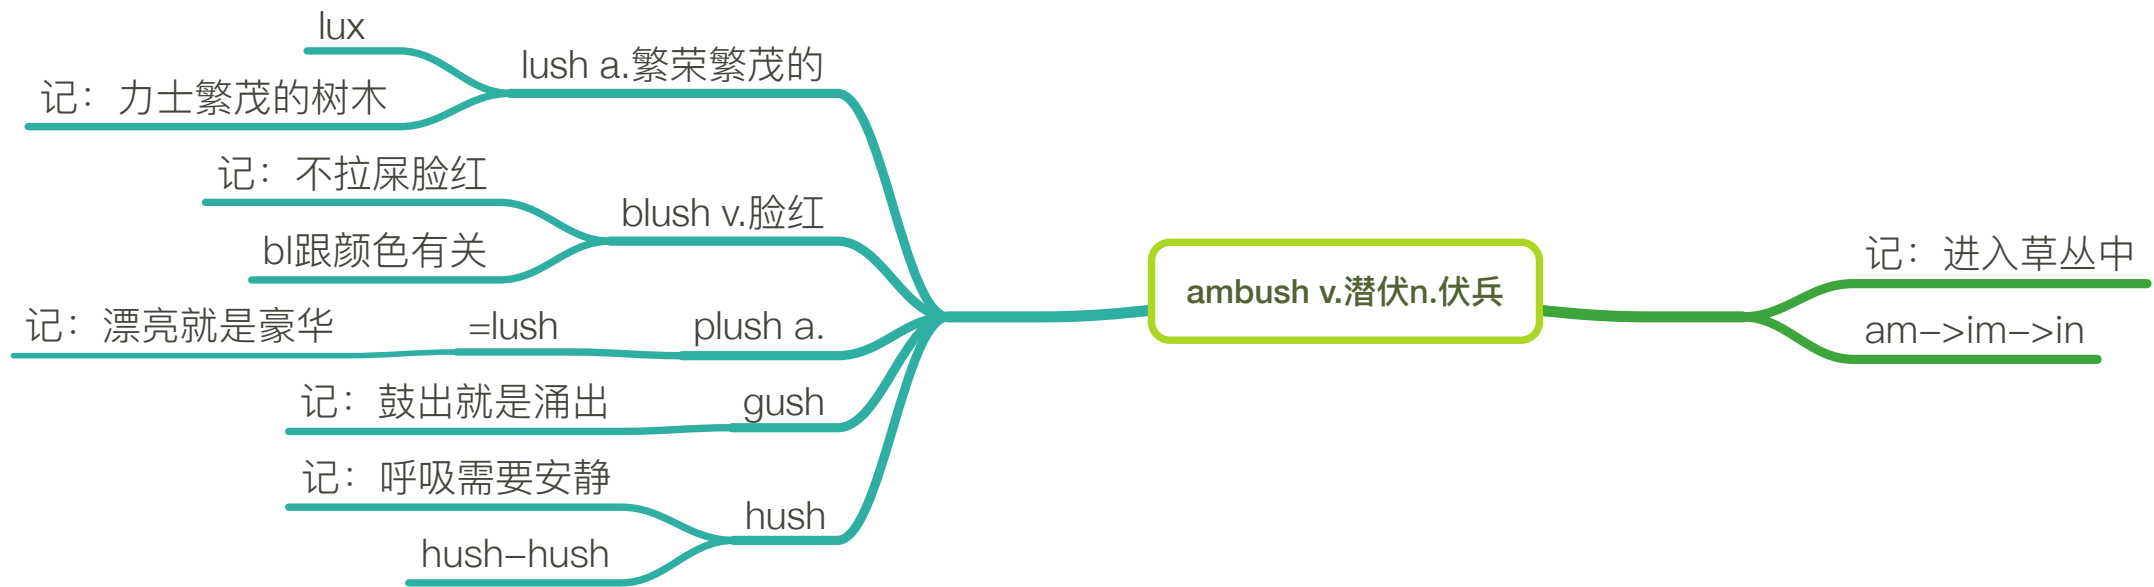 lux
lush a.繁荣繁茂的
记：力士繁茂的树木
记：不拉屎脸红
blush v.脸红
bl跟颜色有关
记：漂亮就是豪华
=lush
plush a.
记：鼓出就是涌出
gush
记：呼吸需要安静
hush
hush-hush
ambush v.潜伏n.伏兵
记：进入草丛中
am->im->in